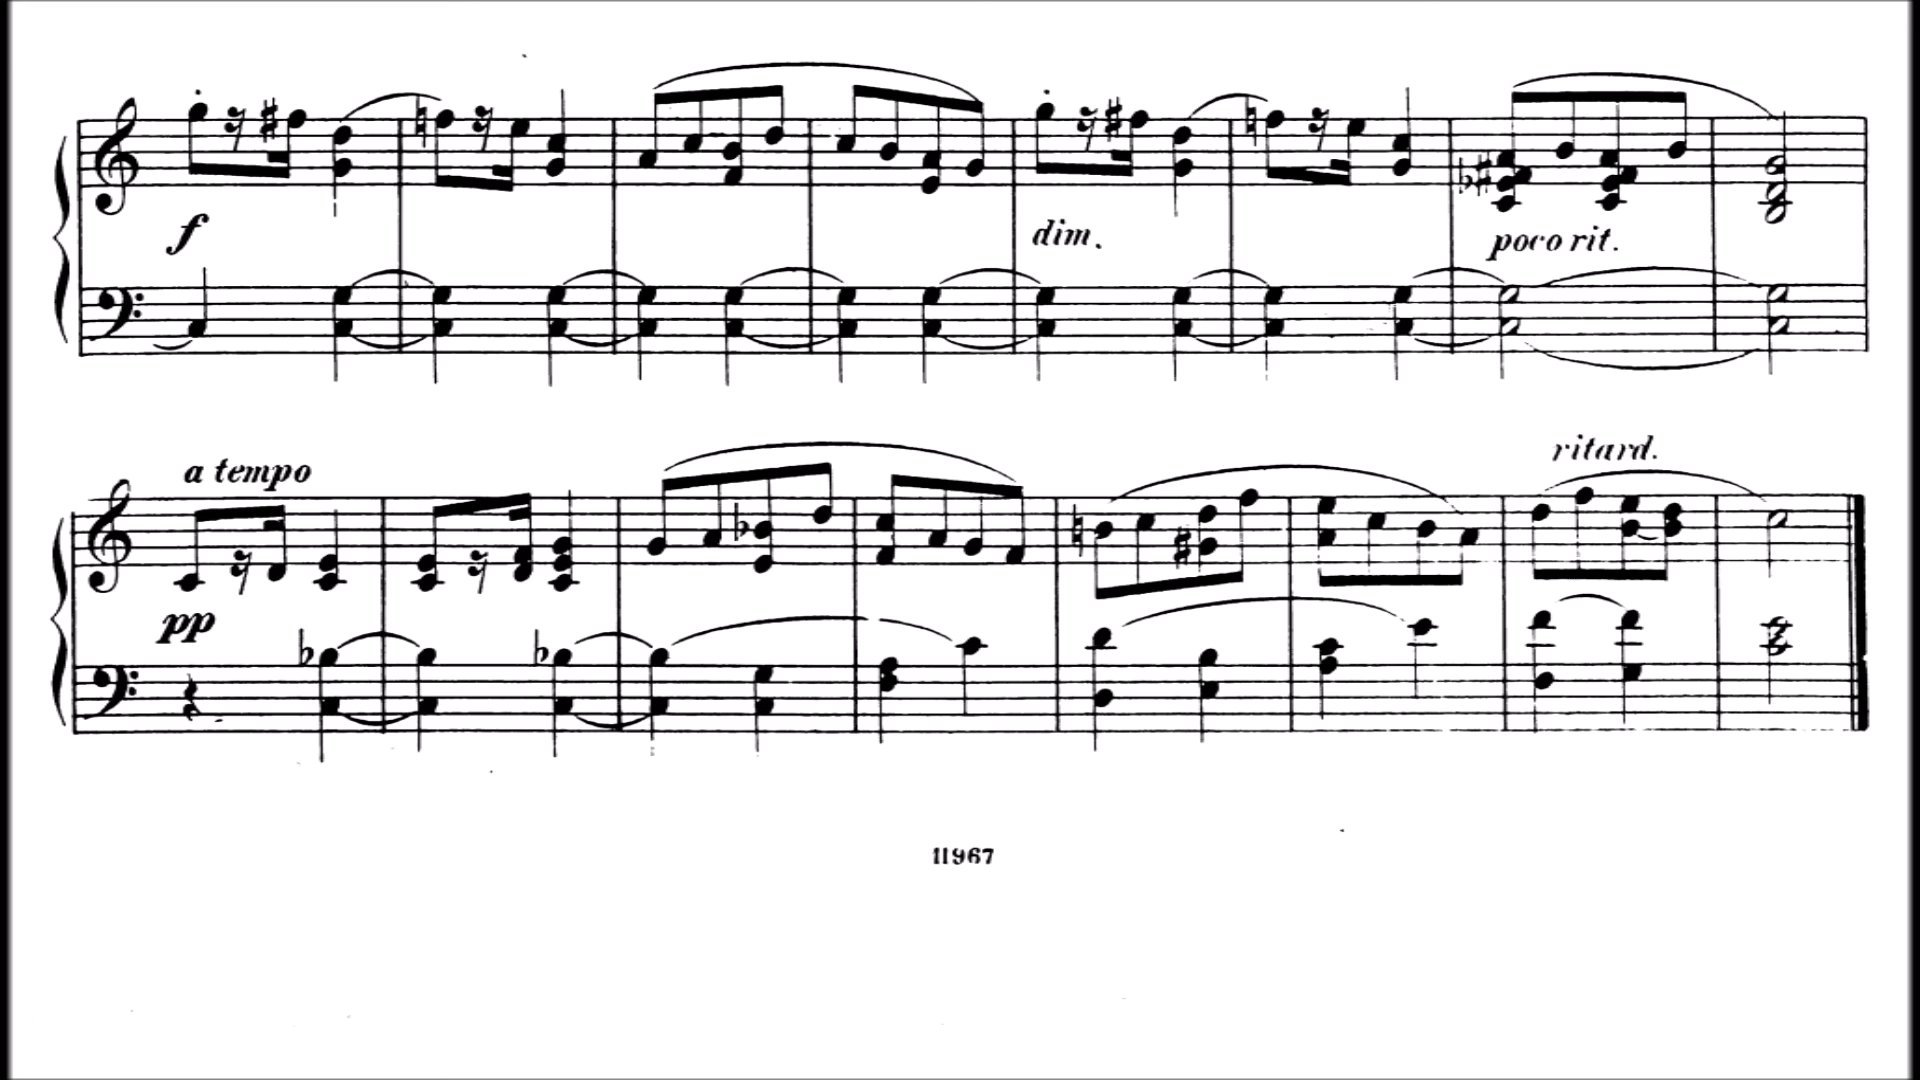 f
dim.
poco rit.
a tempo
ritard.
pp
11967